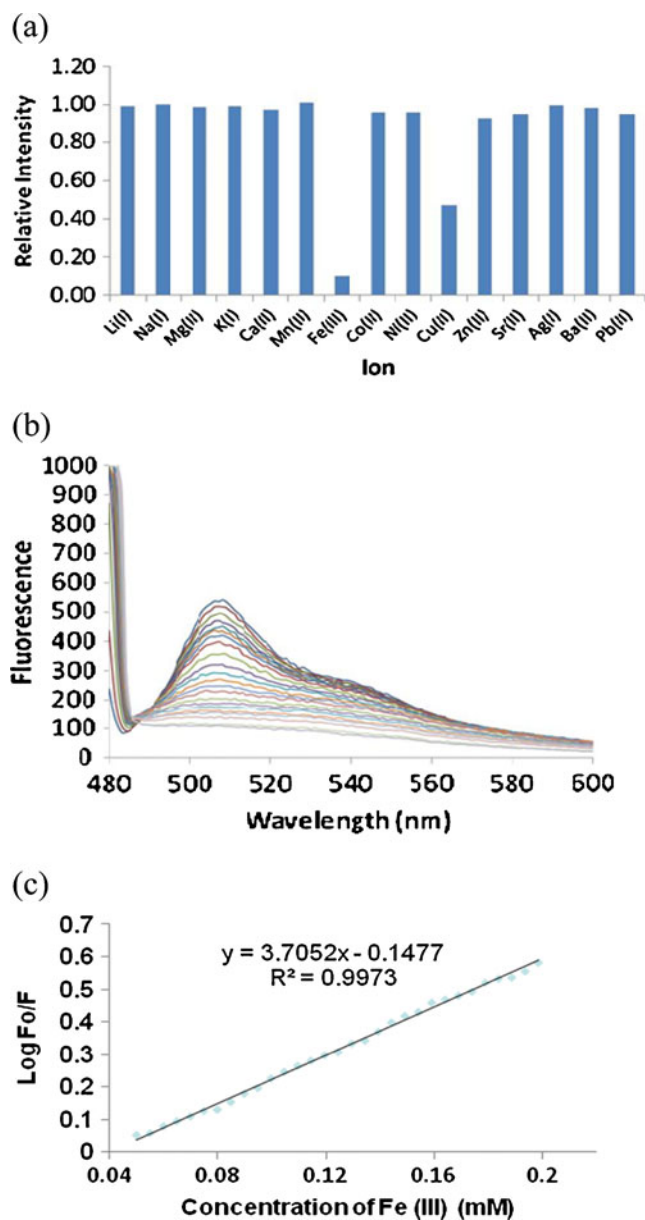 (a)
1.20
1.00
0.80
0.60
0.40
0.20
0.00
Relative Intensity
Li(I)
Na(I)
Mg(II)
K(I)
Ca(II)
Mn(II)
Fe(III)
Co(II)
Ni(II)
Cu(II)
Zn(II)
Sr(II)
Ag(I)
Ba(II)
Pb(II)
Ion
(b)
1000
900
800
700
600
500
400
300
200
100
0
Fluorescence
480 500 520 540 560 580 600
Wavelength (nm)
(c)
0.7
0.6
0.5
0.4
0.3
0.2
0.1
0
Log Fo/F
y = 3.7052x - 0.1477
R² = 0.9973
0.04 0.08 0.12 0.16 0.2
Concentration of Fe (III) (mM)